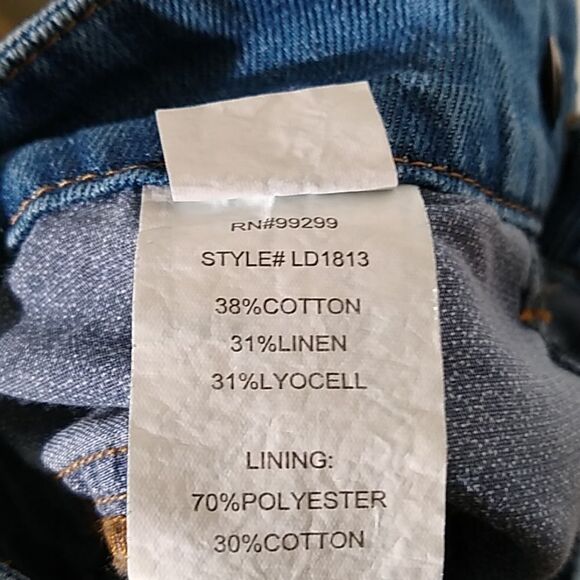 RN#99299
STYLE# LD1813
38%COTTON
31%LINEN
31%LYOCELL
LINING:
70%POLYESTER
30%COTTON